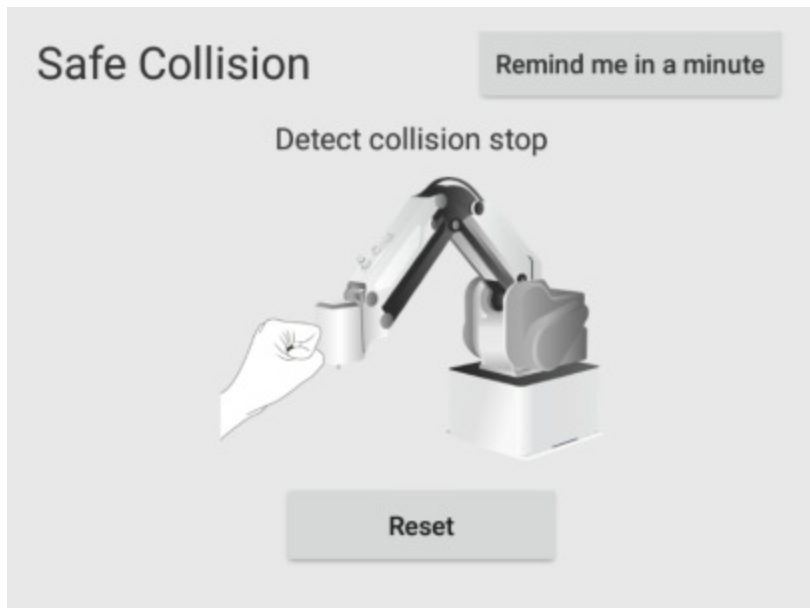 Safe Collision
Remind me in a minute
Detect collision stop
Reset